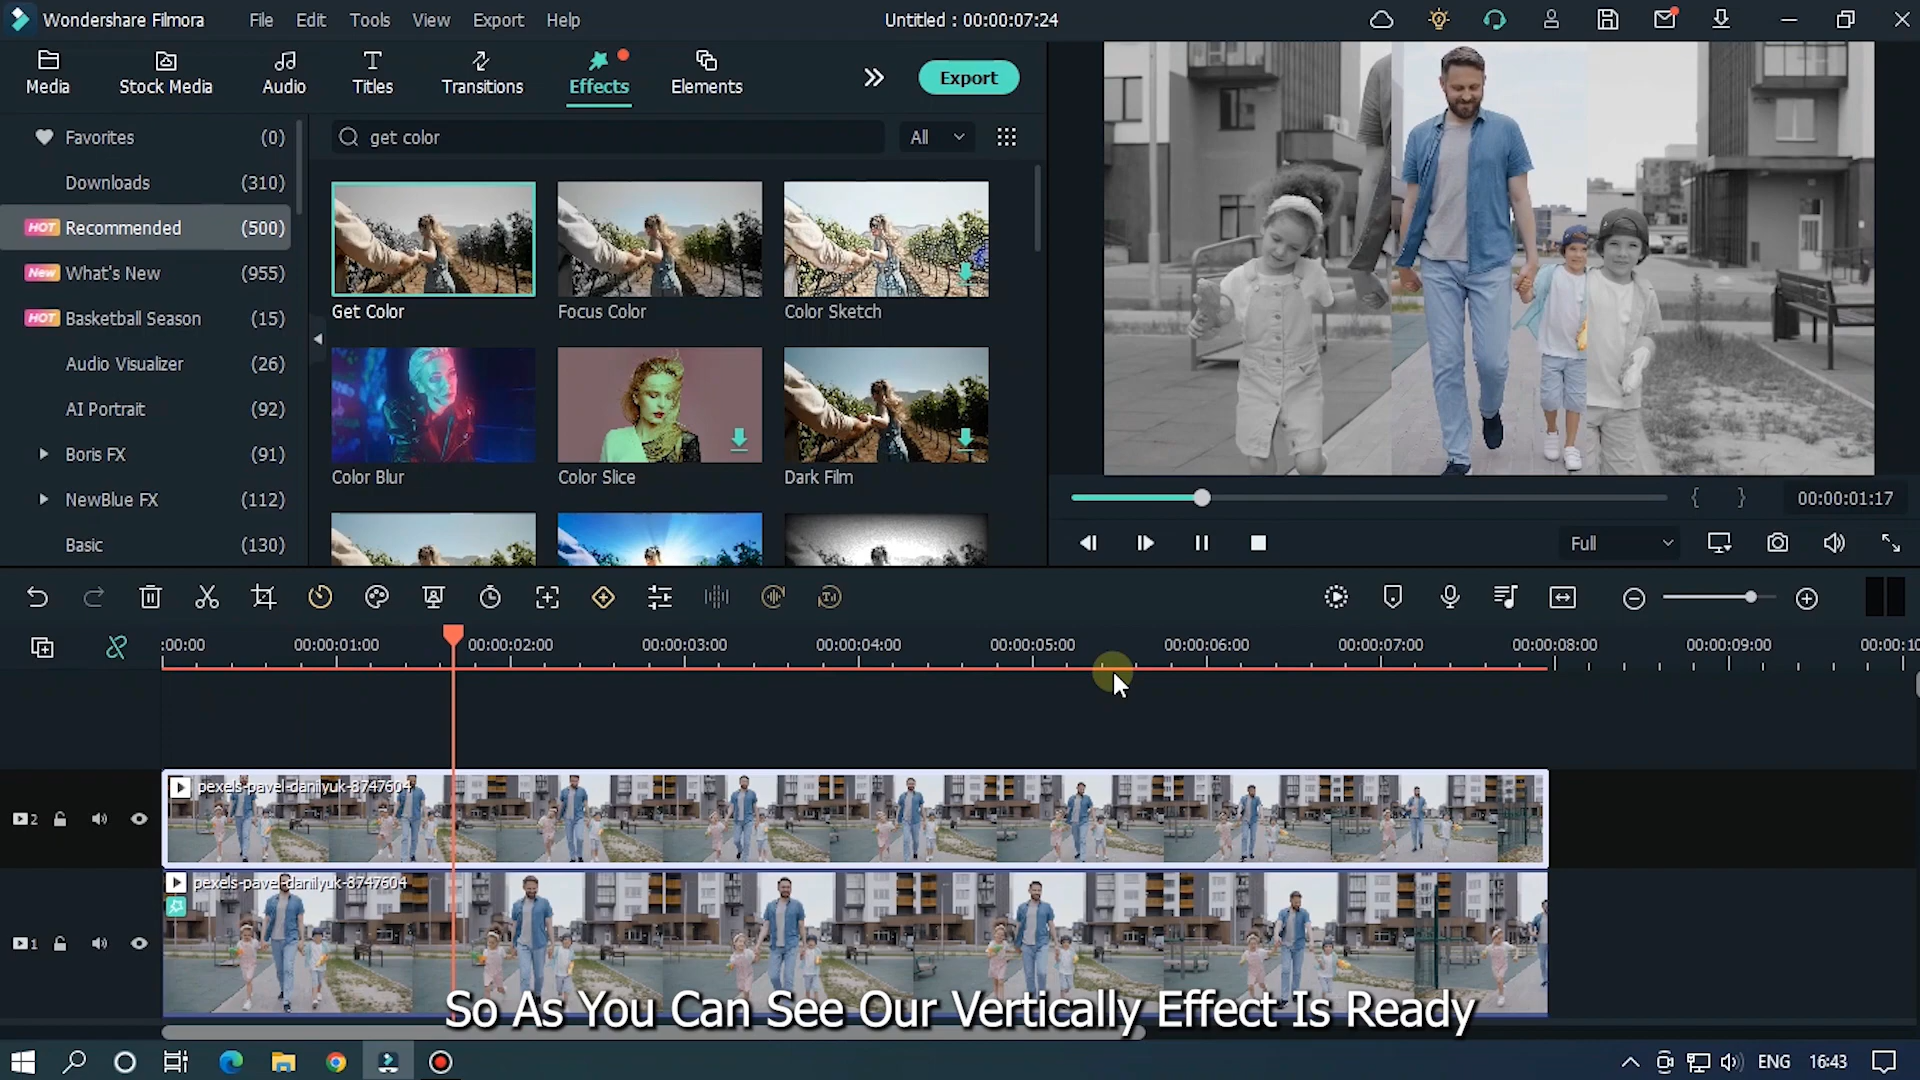 Wondershare Filmora
File
Edit
Tools
View
Export
Help
Untitled : 00:00:07:24
Media
Stock Media
Audio
Titles
Transitions
Effects
Elements
Export
Favorites (0)
Downloads (310)
HOT Recommended (500)
New What's New (955)
HOT Basketball Season (15)
Audio Visualizer (26)
AI Portrait (92)
Boris FX (91)
NewBlue FX (112)
Basic (130)
get color
All
Get Color
Focus Color
Color Sketch
Color Blur
Color Slice
Dark Film
{ }
00:00:01:17
Full
:00:00
00:00:01:00
00:00:02:00
00:00:03:00
00:00:04:00
00:00:05:00
00:00:06:00
00:00:07:00
00:00:08:00
00:00:09:00
00:00:10
2
pexels-pavel-danilyuk-8747604
1
pexels-pavel-danilyuk-8747604
So As You Can See Our Vertically Effect Is Ready
ENG
16:43